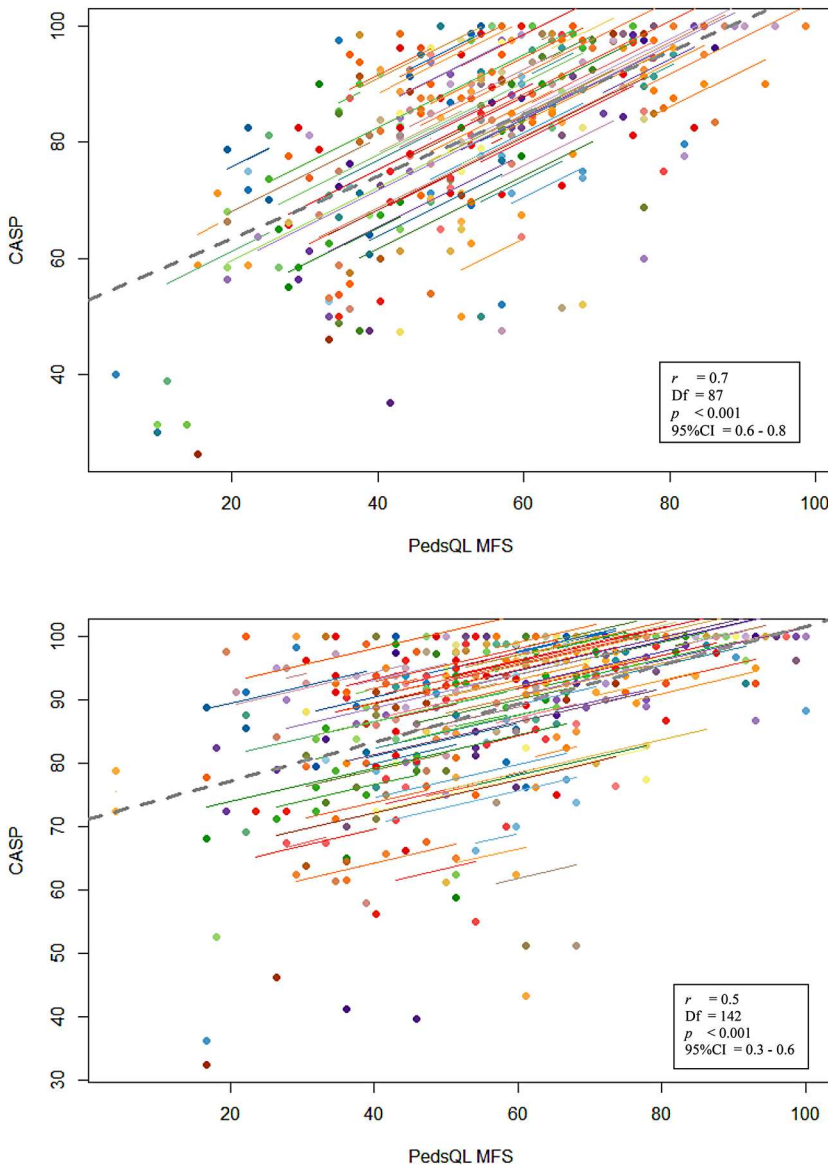 100
80
60
40
CASP
r = 0.7
Df = 87
p < 0.001
95%CI = 0.6 - 0.8
20 40 60 80 100
PedsQL MFS
100
90
80
70
60
50
40
30
CASP
r = 0.5
Df = 142
p < 0.001
95%CI = 0.3 - 0.6
20 40 60 80 100
PedsQL MFS